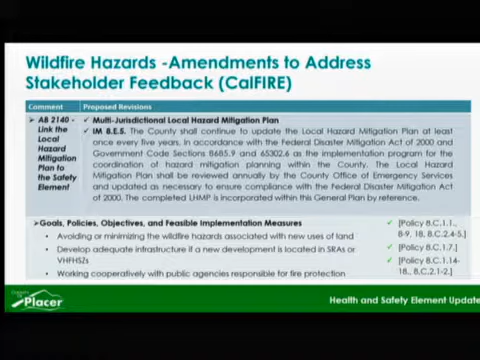 Wildfire Hazards -Amendments to Address
Stakeholder Feedback (CalFIRE)
Comment
Proposed Revisions
➢ AB 2140 -
Link the
Local
Hazard
Mitigation
Plan to
the Safety
Element
✓ Multi-Jurisdictional Local Hazard Mitigation Plan
✓ IM 8.E.5. The County shall continue to update the Local Hazard Mitigation Plan at least
once every five years. In accordance with the Federal Disaster Mitigation Act of 2000 and
Government Code Sections 8685.9 and 65302.6 as the implementation program for the
coordination of hazard mitigation planning within the County. The Local Hazard
Mitigation Plan shall be reviewed annually by the County Office of Emergency Services
and updated as necessary to ensure compliance with the Federal Disaster Mitigation Act
of 2000. The completed LHMP is incorporated within this General Plan by reference.
➢Goals, Policies, Objectives, and Feasible Implementation Measures
• Avoiding or minimizing the wildfire hazards associated with new uses of land
• Develop adequate infrastructure if a new development is located in SRAs or
VHFHSZs
• Working cooperatively with public agencies responsible for fire protection
✓ [Policy 8.C.1.1.,
8-9, 18, 8.C.2.4-5.]
✓ [Policy 8.C.1.7.]
✓ [Policy 8.C.1.14-
18., 8.C.2.1-2.]
Placer
Health and Safety Element Update